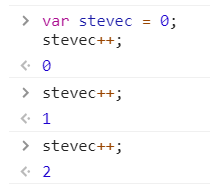 > var stevec = 0;
stevec++;
< 0
> stevec++;
< 1
> stevec++;
< 2